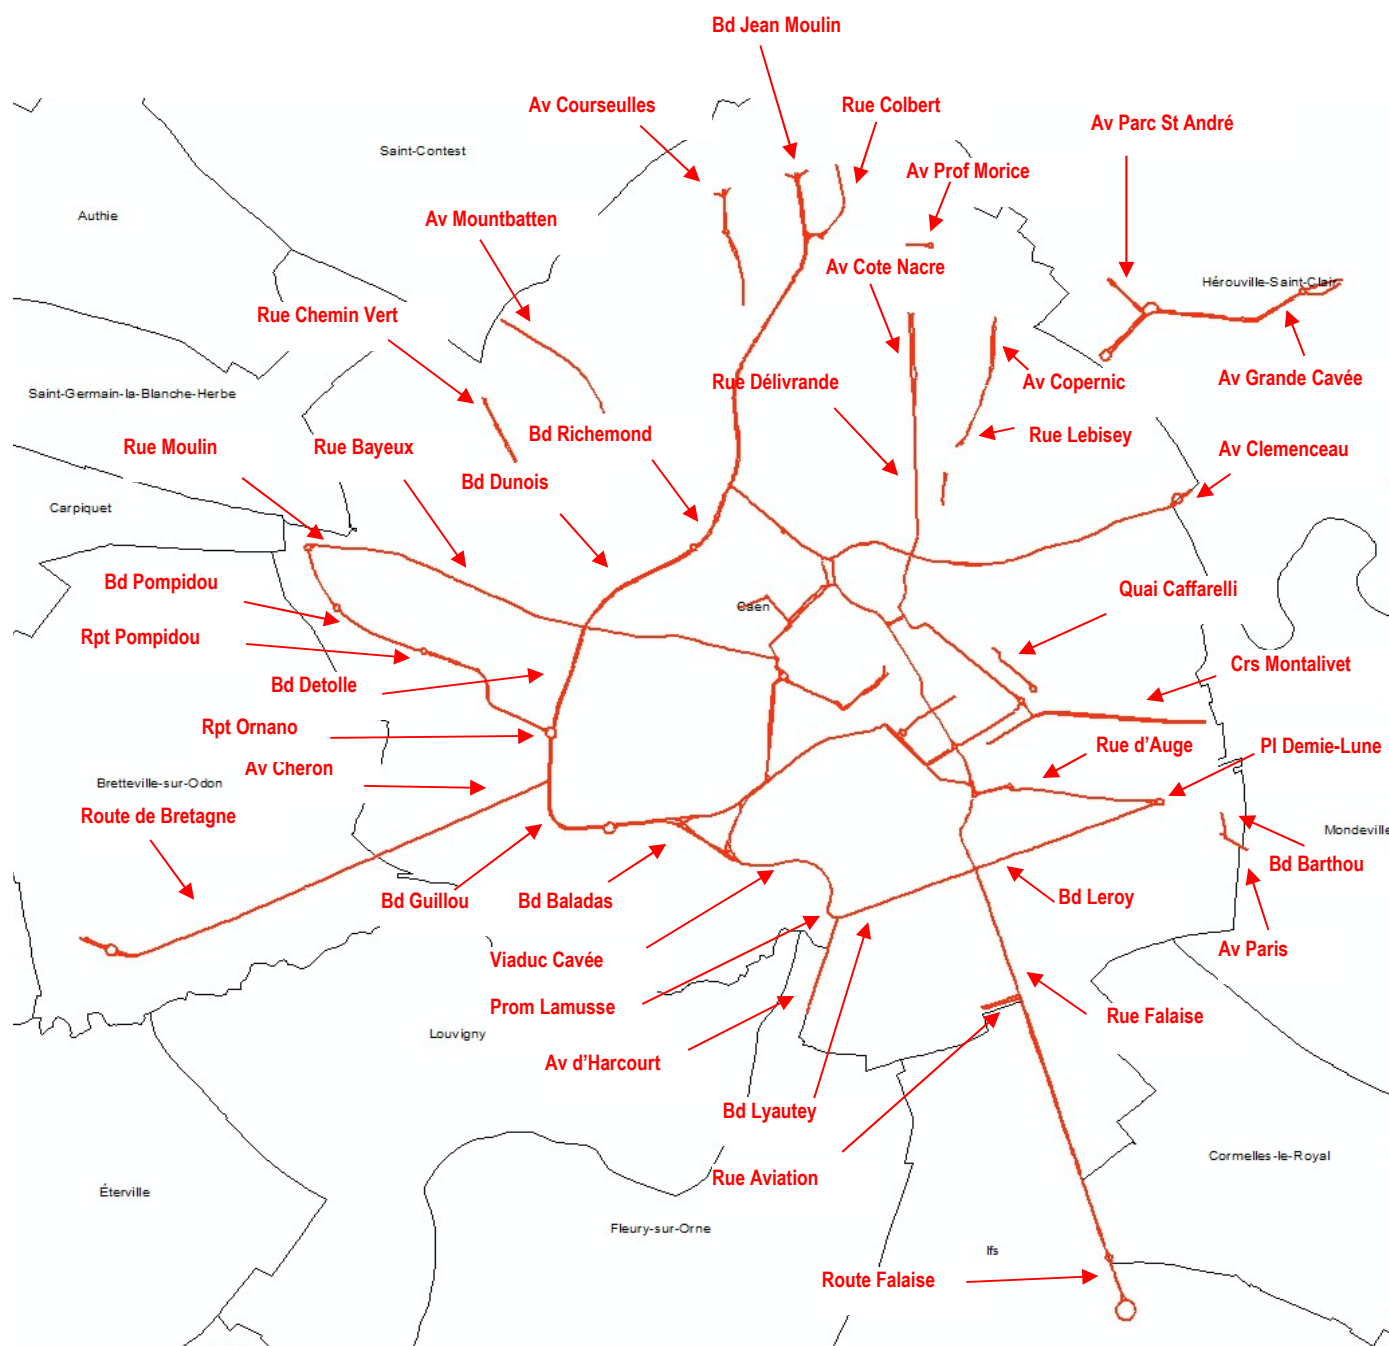 Bd Jean Moulin
Av Courseulles
Rue Colbert
Av Parc St André
Saint-Contest
Av Prof Morice
Authie
Av Mountbatten
Av Cote Nacre
Hérouville-Saint-Clair
Rue Chemin Vert
Rue Délivrande
Av Copernic
Av Grande Cavée
Saint-Germain-la-Blanche-Herbe
Rue Moulin
Rue Bayeux
Bd Richemond
Rue Lebisey
Av Clemenceau
Bd Dunois
Carpiquet
Bd Pompidou
Quai Caffarelli
Caen
Rpt Pompidou
Crs Montalivet
Bd Detolle
Rpt Ornano
Rue d'Auge
Pl Demie-Lune
Av Cheron
Bretteville-sur-Odon
Route de Bretagne
Mondeville
Bd Barthou
Bd Guillou
Bd Baladas
Bd Leroy
Viaduc Cavée
Av Paris
Prom Lamusse
Rue Falaise
Louvigny
Av d'Harcourt
Bd Lyautey
Cormelles-le-Royal
Rue Aviation
Éterville
Fleury-sur-Orne
Ifs
Route Falaise